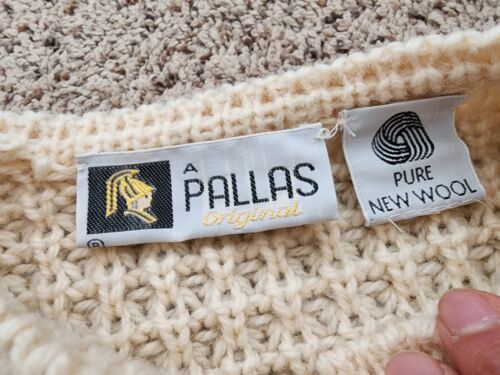 A
PALLAS
Original
®
PURE
NEW WOOL